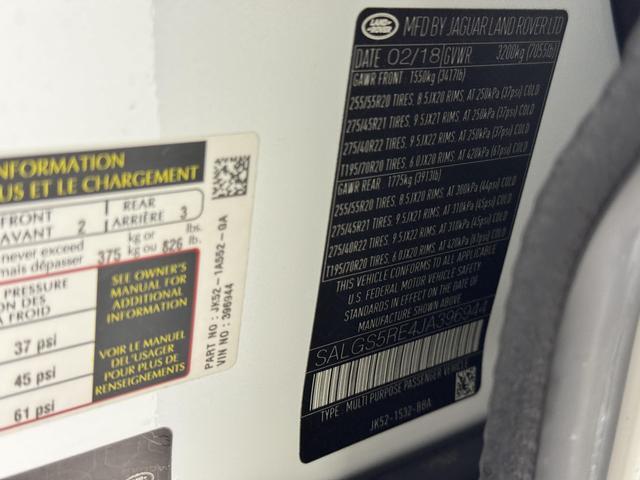 NFORMATION
US ET LE CHARGEMENT
FRONT
AVANT 2 REAR
ARRIÈRE 3
never exceed
mais dépasser 375 kg or
kg ou 826 lbs.
lb.
PRESSURE
ION DES
A FROID
37 psi
45 psi
61 psi
SEE OWNER'S
MANUAL FOR
ADDITIONAL
INFORMATION
VOIR LE MANUEL
DE L'USAGER
POUR PLUS DE
RENSEIGNEMENTS
PART NO : JK52-1A552-GA
VIN NO : 396944
LAND
ROVER
MFD BY JAGUAR LAND ROVER LTD
DATE 02/18 GVWR 3200kg (7055lb)
GAWR FRONT 1550kg (3417lb)
255/55R20 TIRES. 8.5JX20 RIMS. AT 250kPa (37psi) COLD
275/45R21 TIRES. 9.5JX21 RIMS. AT 250kPa (37psi) COLD
275/40R22 TIRES. 9.5JX22 RIMS. AT 250kPa (37psi) COLD
T195/70R20 TIRES. 6.0JX20 RIMS. AT 420kPa (61psi) COLD
GAWR REAR 1775kg (3913lb)
255/55R20 TIRES. 8.5JX20 RIMS. AT 300kPa (44psi) COLD
275/45R21 TIRES. 9.5JX21 RIMS. AT 310kPa (45psi) COLD
275/40R22 TIRES. 9.5JX22 RIMS. AT 310kPa (45psi) COLD
T195/70R20 TIRES. 6.0JX20 RIMS. AT 420kPa (61psi) COLD
THIS VEHICLE CONFORMS TO ALL APPLICABLE
U.S. FEDERAL MOTOR VEHICLE SAFETY
STANDARDS IN EFFECT ON THE DATE OF
MANUFACTURE SHOWN ABOVE.
SALGS5RE4JA396944
TYPE: MULTI PURPOSE PASSENGER VEHICLE
JK52-1532-BBA